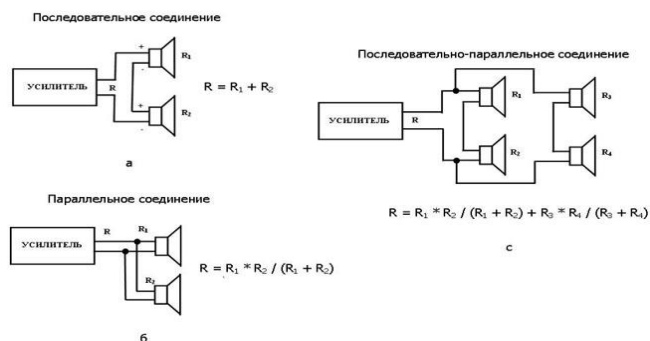 Последовательное соединение
+
R₁
-
УСИЛИТЕЛЬ
R
R = R₁ + R₂
+
R₂
-
а
Параллельное соединение
R
R₁
УСИЛИТЕЛЬ
R₂
R = R₁ * R₂ / (R₁ + R₂)
б
Последовательно-параллельное соединение
R₁
R₃
УСИЛИТЕЛЬ
R
R₂
R₄
R = R₁ * R₂ / (R₁ + R₂) + R₃ * R₄ / (R₃ + R₄)
с